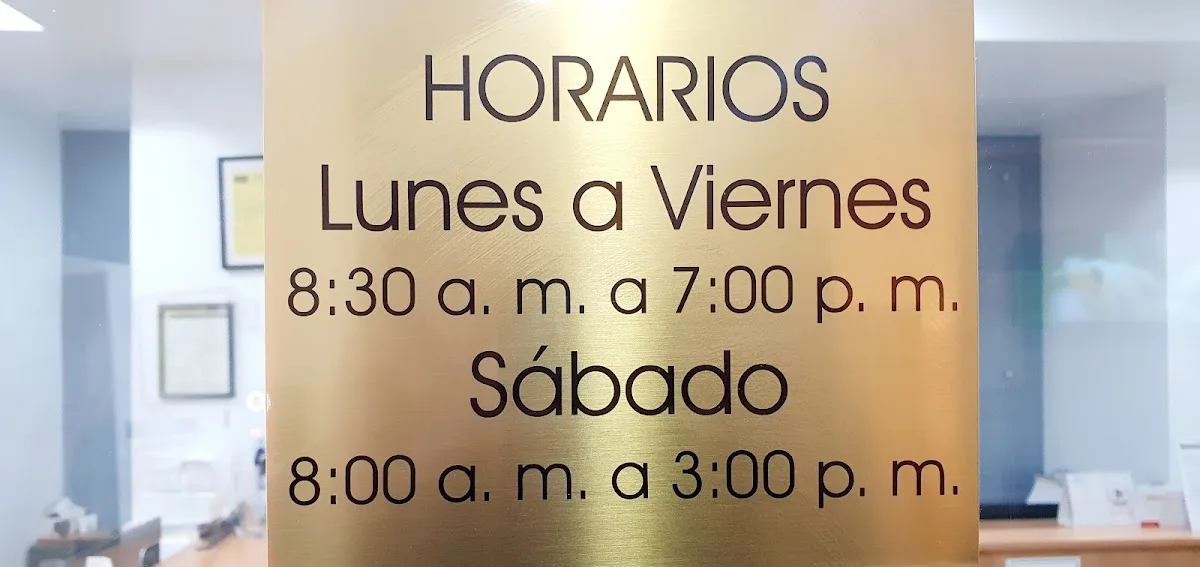 HORARIOS
Lunes a Viernes
8:30 a. m. a 7:00 p. m.
Sábado
8:00 a. m. a 3:00 p. m.